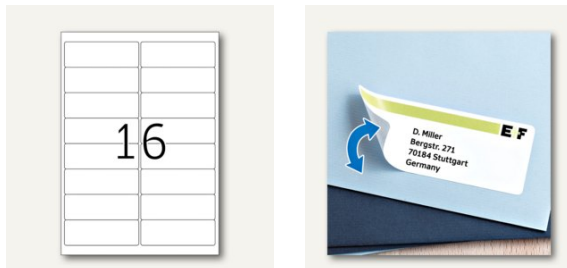 16
E F
D. Miller
Bergstr. 271
70184 Stuttgart
Germany